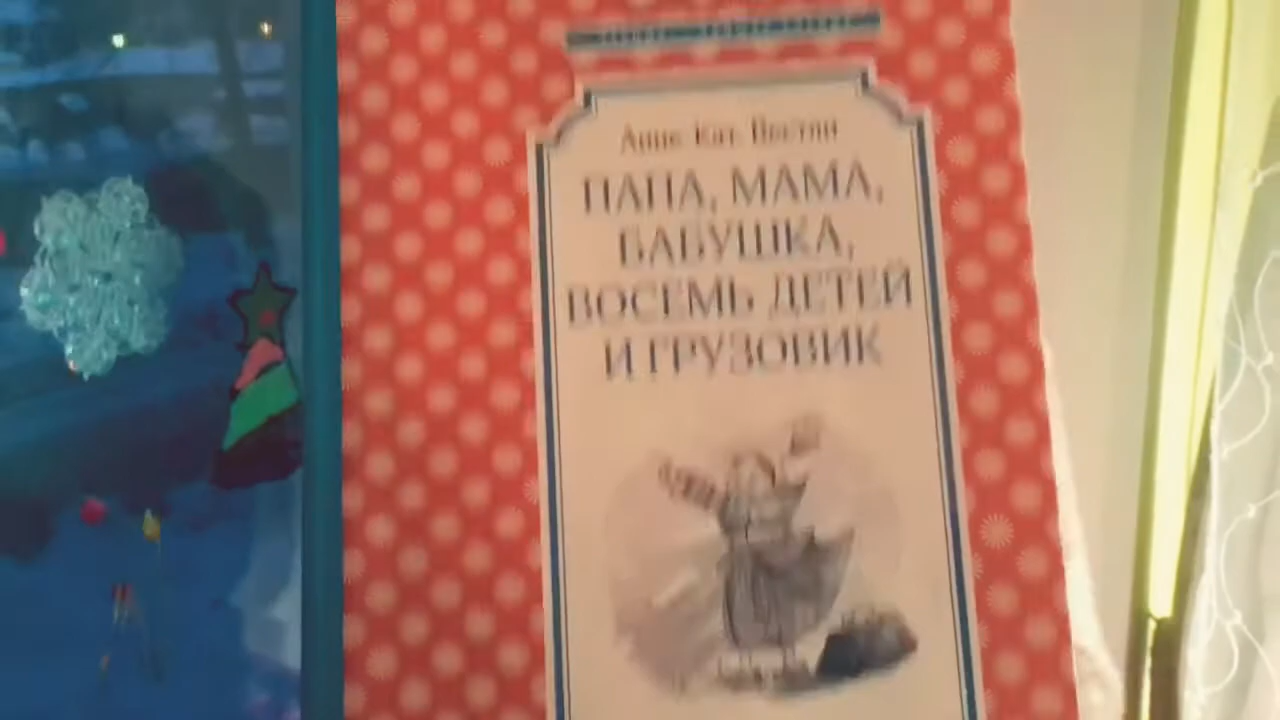 Анне-Кат. Вестли
ПАПА, МАМА,
БАБУШКА,
ВОСЕМЬ ДЕТЕЙ
И ГРУЗОВИК